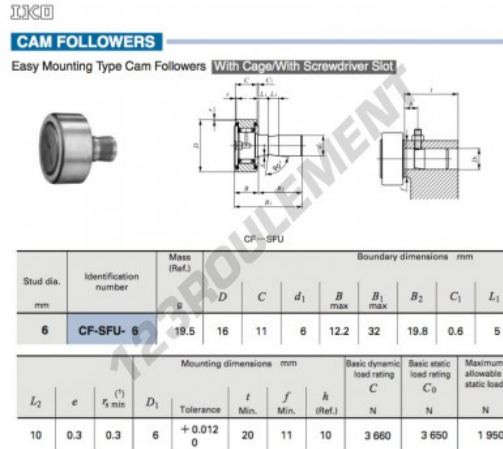 IKO
CAM FOLLOWERS
Easy Mounting Type Cam Followers With Cage/With Screwdriver Slot
123ROULEMENT
CF…SFU
Stud dia. mm Identification number Mass (Ref.) g Boundary dimensions mm
D C d1 B max B1 max B2 C1 L1
6 CF-SFU- 6 19.5 16 11 6 12.2 32 19.8 0.6 5
Mounting dimensions mm Basic dynamic load rating Basic static load rating Maximum allowable static load
L2 e rs min (1) D1 Tolerance t Min. f Min. h (Ref.) C N C0 N N
10 0.3 0.3 6 +0.012 0 20 11 10 3 660 3 650 1 950